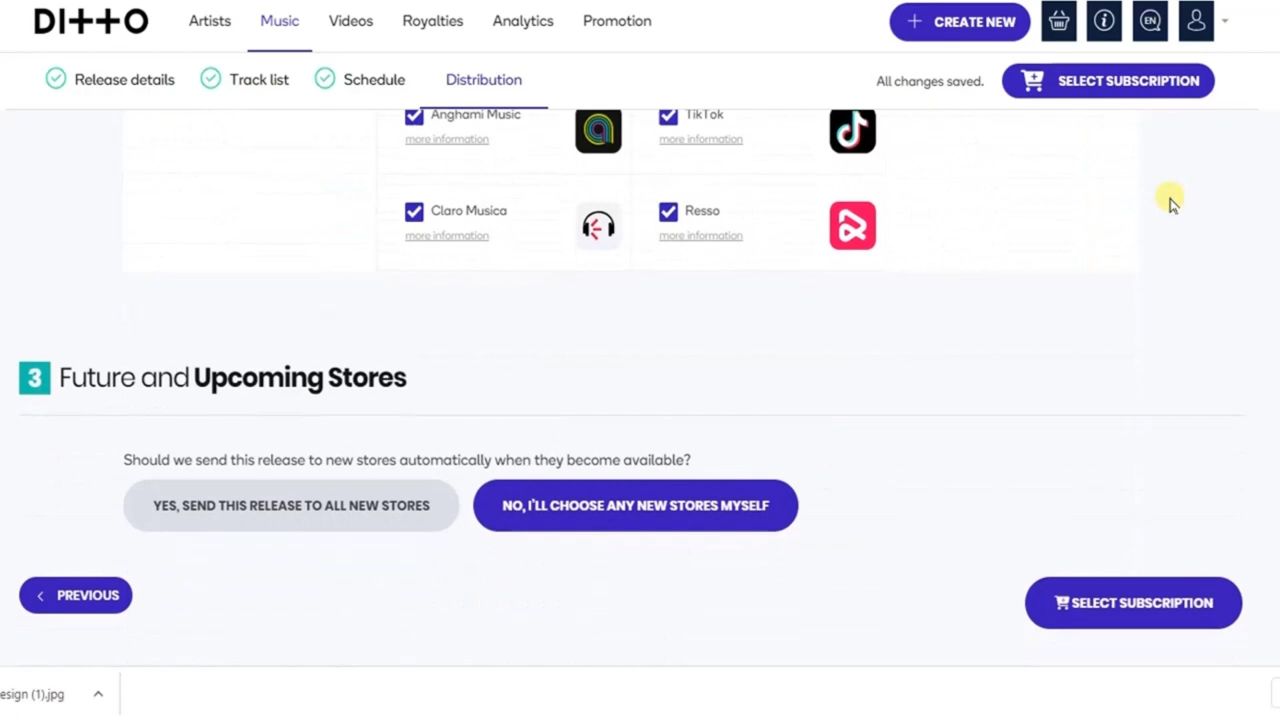 DITTO
Artists
Music
Videos
Royalties
Analytics
Promotion
+ CREATE NEW
EN
Release details
Track list
Schedule
Distribution
All changes saved.
SELECT SUBSCRIPTION
Anghami Music
more information
TikTok
more information
Claro Musica
more information
Resso
more information
3 Future and Upcoming Stores
Should we send this release to new stores automatically when they become available?
YES, SEND THIS RELEASE TO ALL NEW STORES
NO, I'LL CHOOSE ANY NEW STORES MYSELF
PREVIOUS
SELECT SUBSCRIPTION
esign (1).jpg